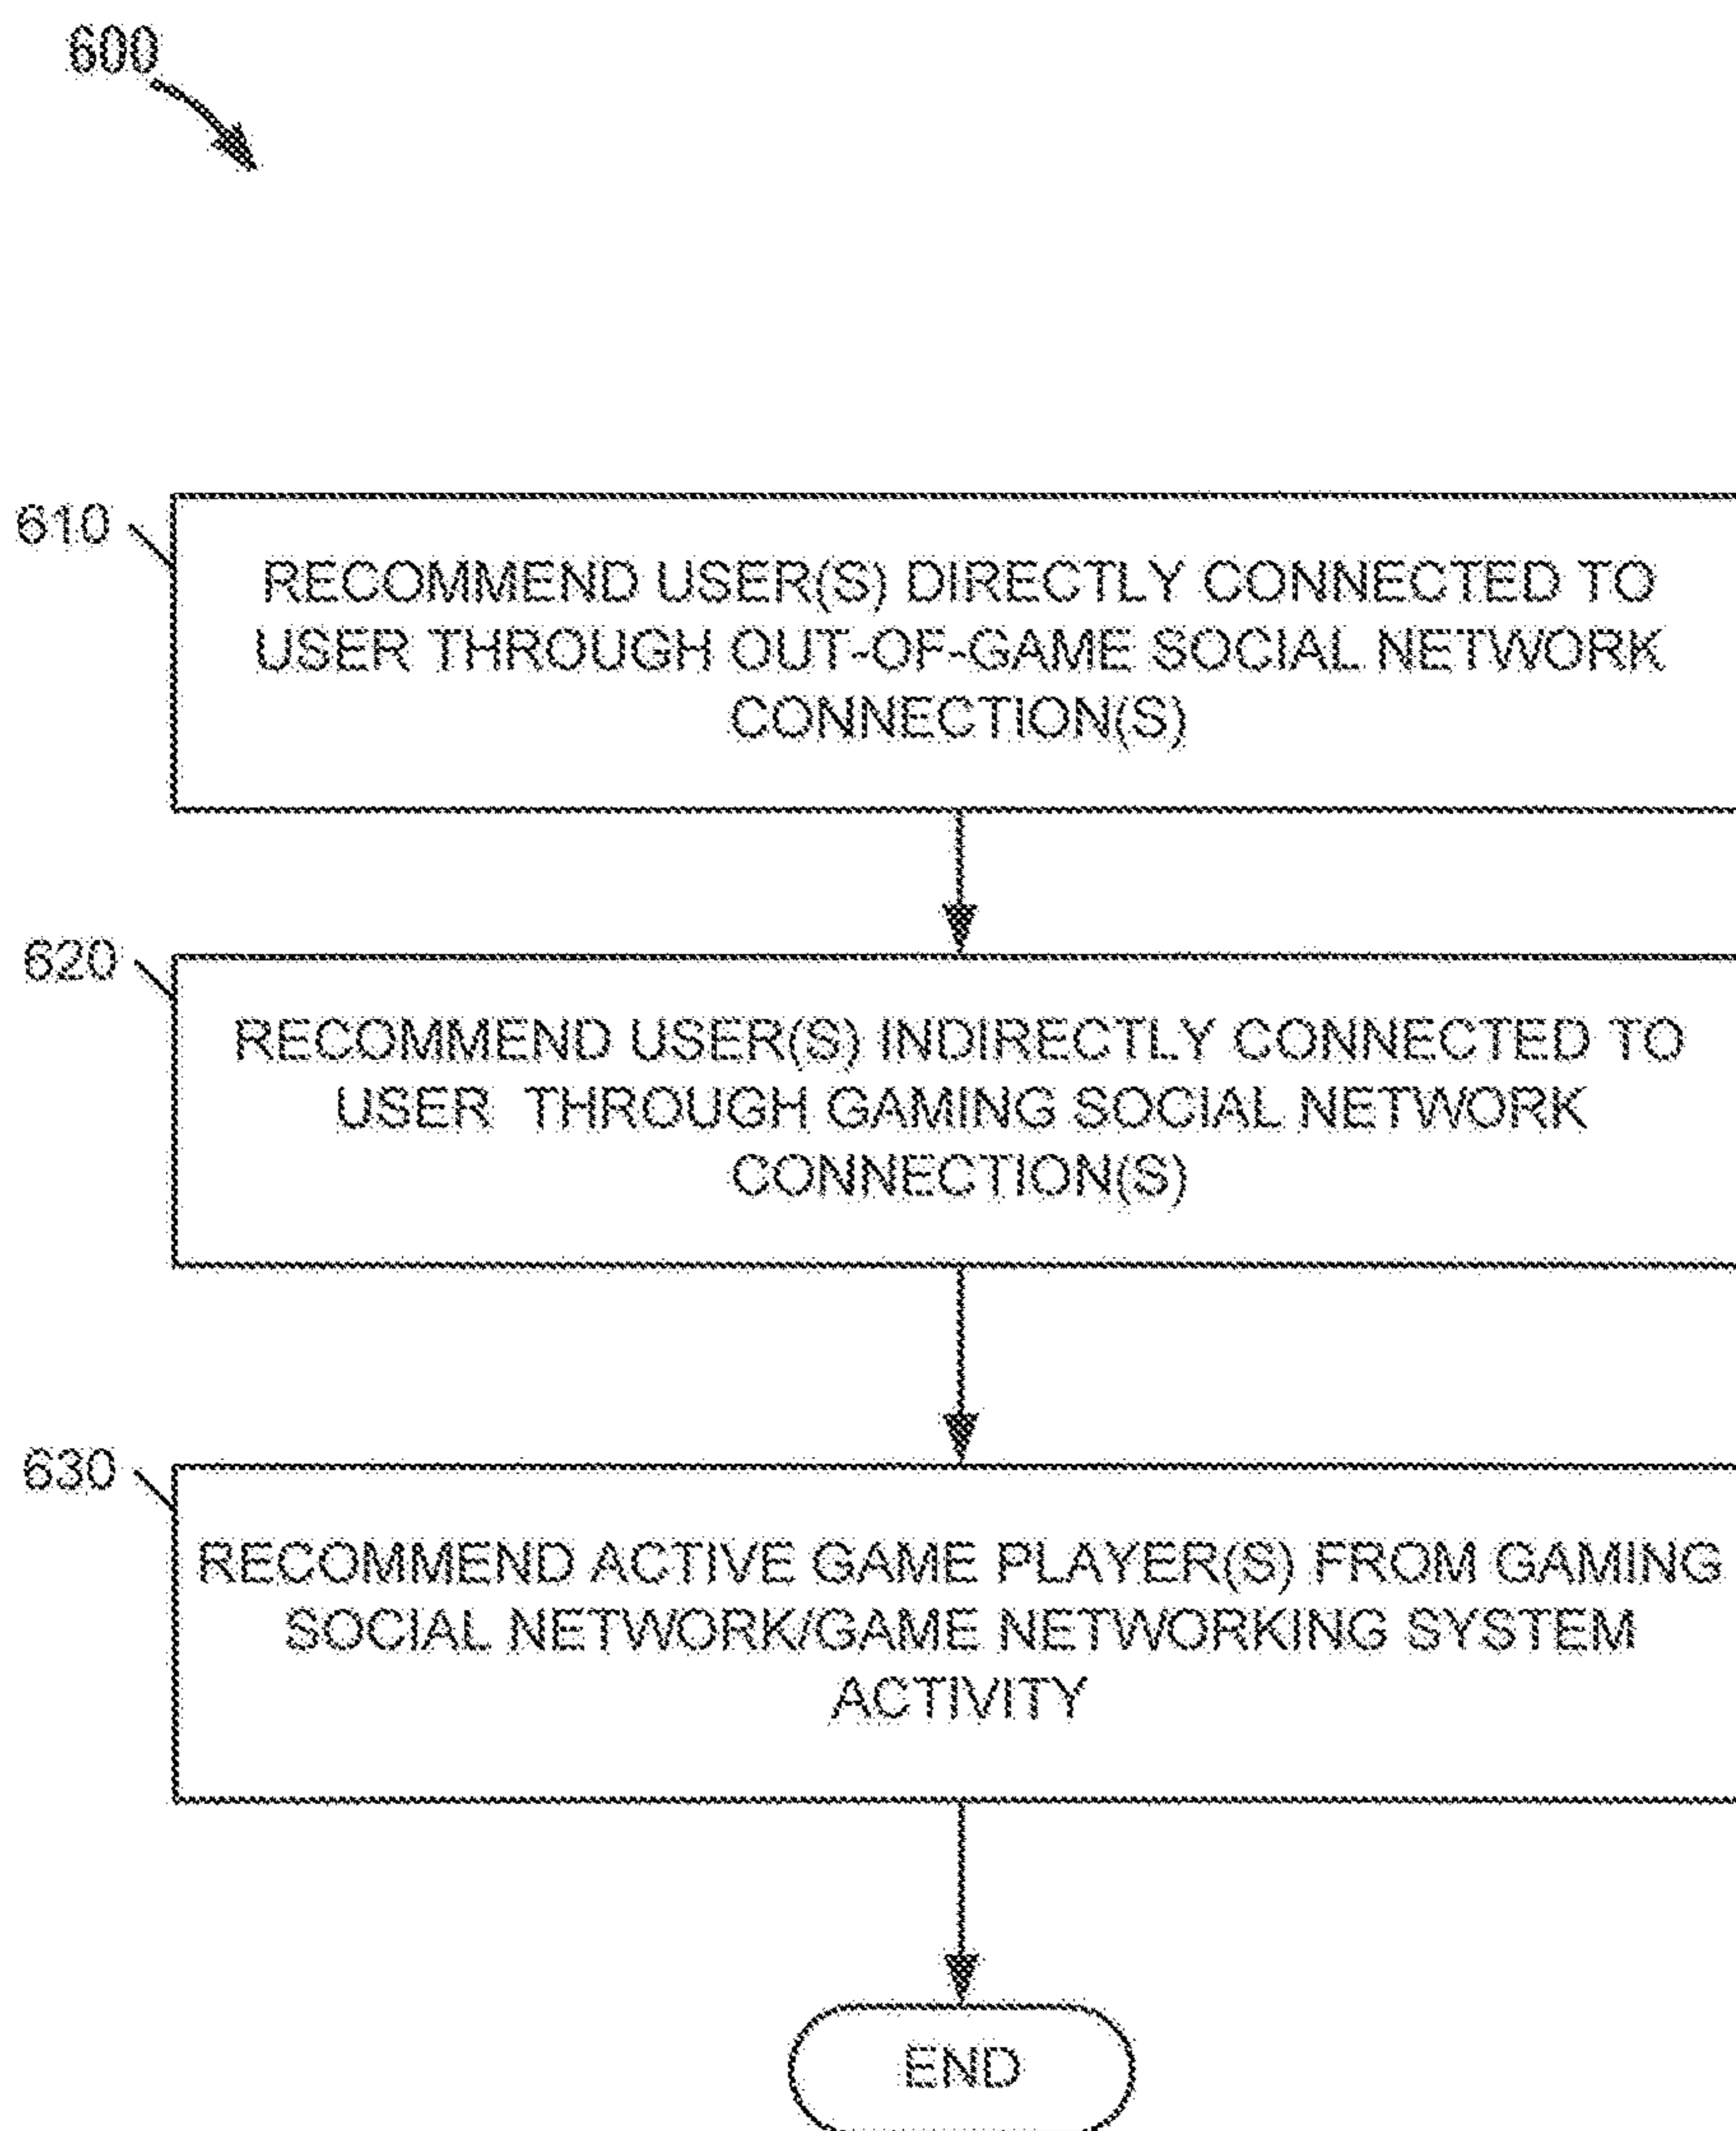 600
610
RECOMMEND USER(S) DIRECTLY CONNECTED TO
USER THROUGH OUT-OF-GAME SOCIAL NETWORK
CONNECTION(S)
620
RECOMMEND USER(S) INDIRECTLY CONNECTED TO
USER THROUGH GAMING SOCIAL NETWORK
CONNECTION(S)
630
RECOMMEND ACTIVE GAME PLAYER(S) FROM GAMING
SOCIAL NETWORK/GAME NETWORKING SYSTEM
ACTIVITY
END